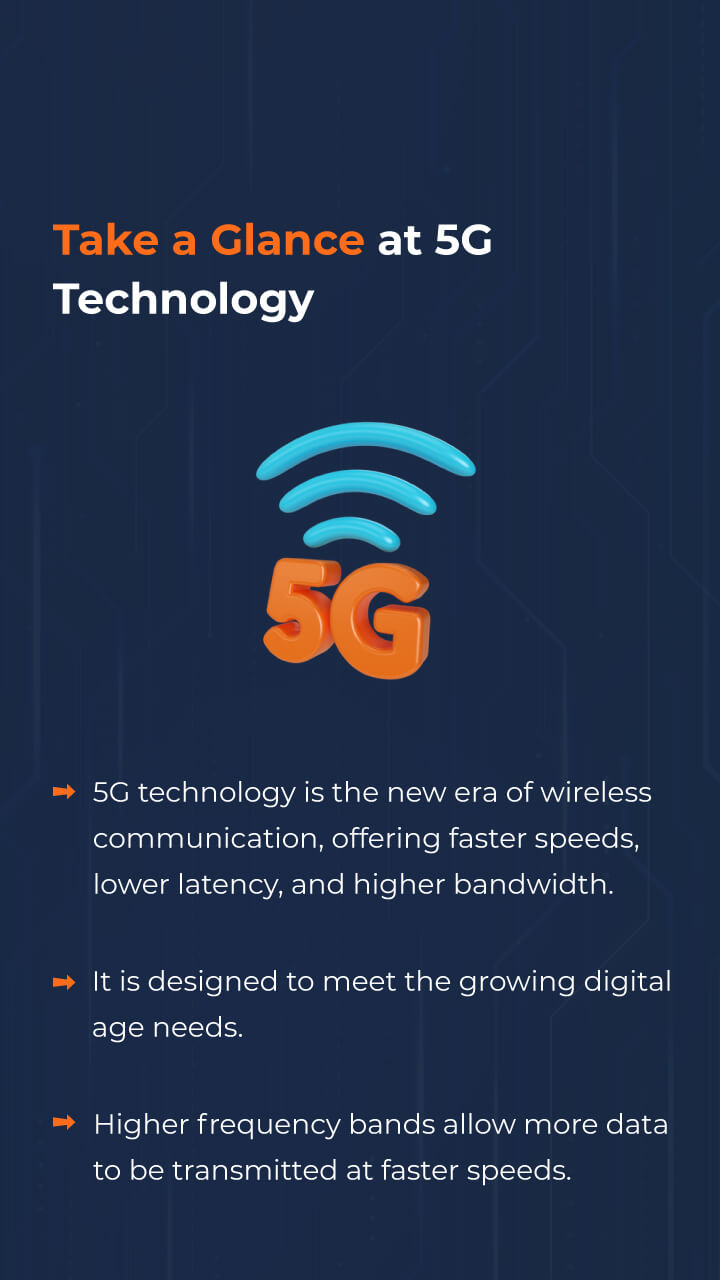 Take a Glance at 5G
Technology
5G
5G technology is the new era of wireless
communication, offering faster speeds,
lower latency, and higher bandwidth.
It is designed to meet the growing digital
age needs.
Higher frequency bands allow more data
to be transmitted at faster speeds.